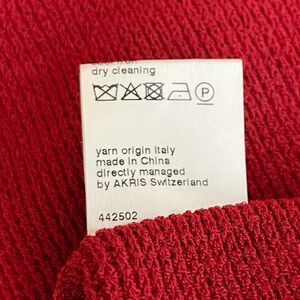 dry cleaning
P
yarn origin Italy
made in China
directly managed
by AKRIS Switzerland
442502